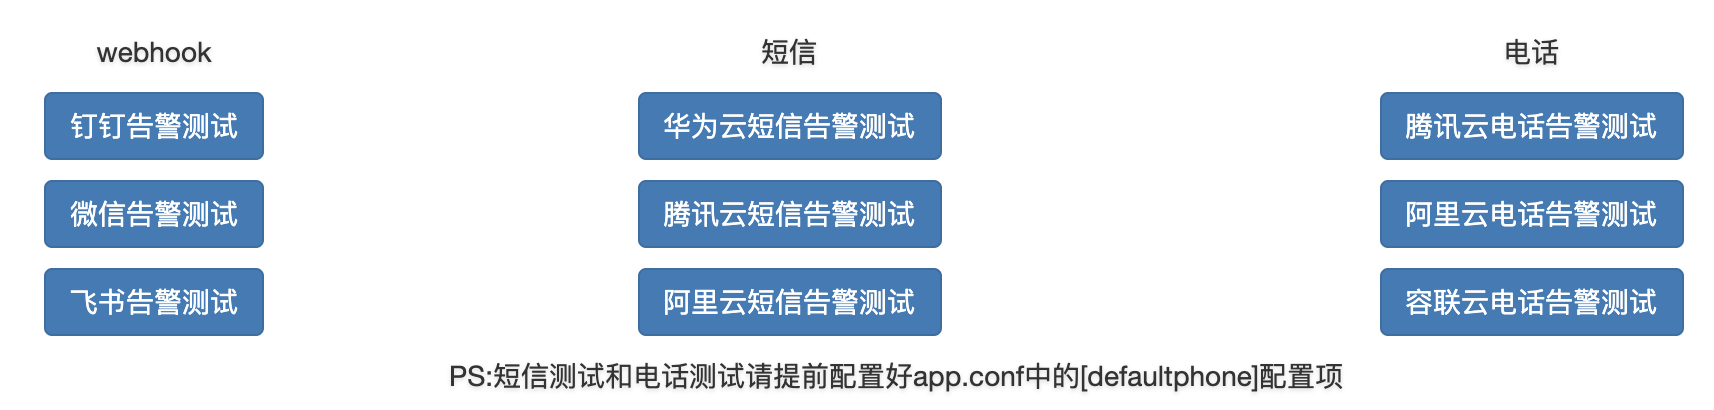 webhook 短信 电话
钉钉告警测试 华为云短信告警测试 腾讯云电话告警测试
微信告警测试 腾讯云短信告警测试 阿里云电话告警测试
飞书告警测试 阿里云短信告警测试 容联云电话告警测试
PS:短信测试和电话测试请提前配置好app.conf中的[defaultphone]配置项